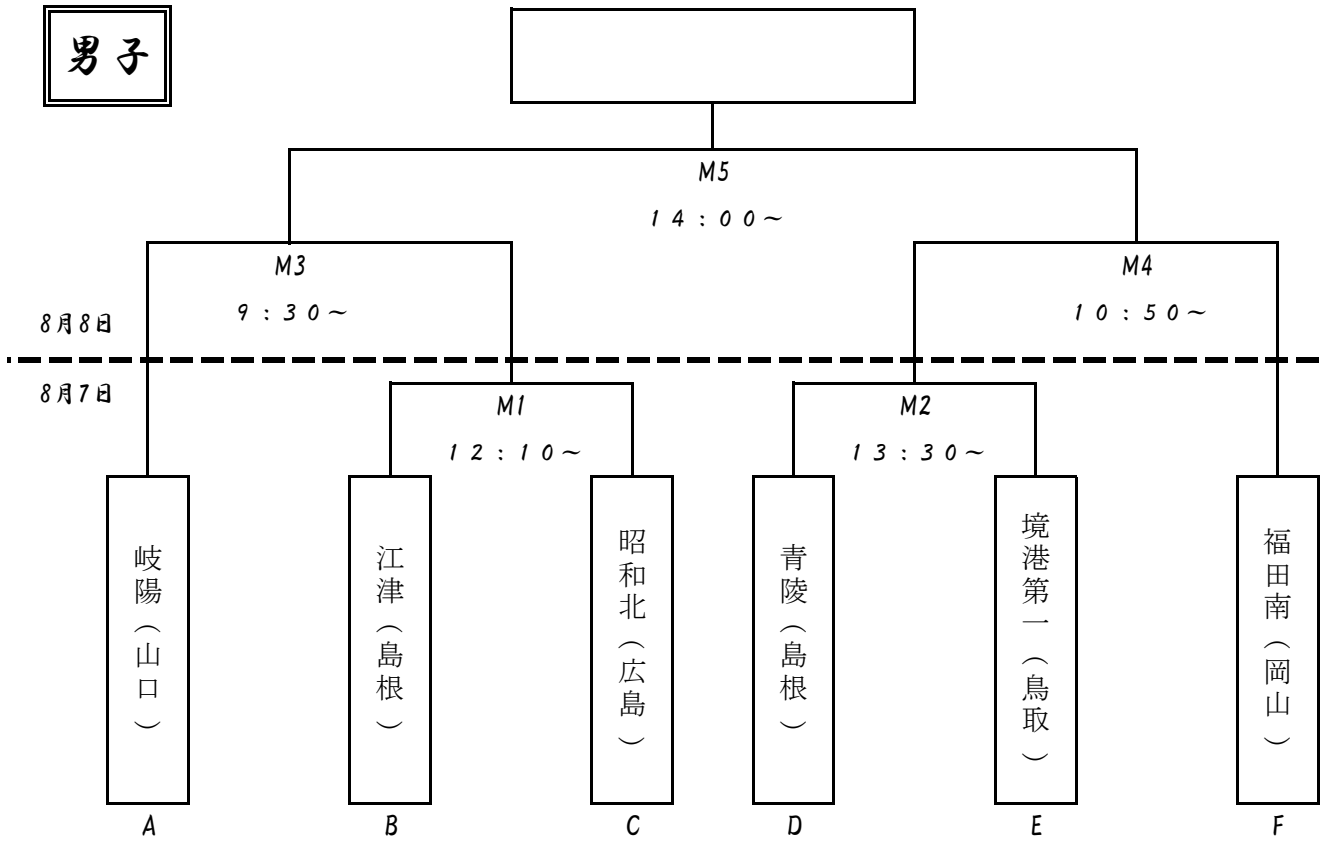 男子
M5
14:00~
M3
M4
9:30~
10:50~
8月8日
8月7日
M1
M2
12:10~
13:30~
岐陽(山口)
江津(島根)
昭和北(広島)
青陵(島根)
境港第一(鳥取)
福田南(岡山)
A
B
C
D
E
F